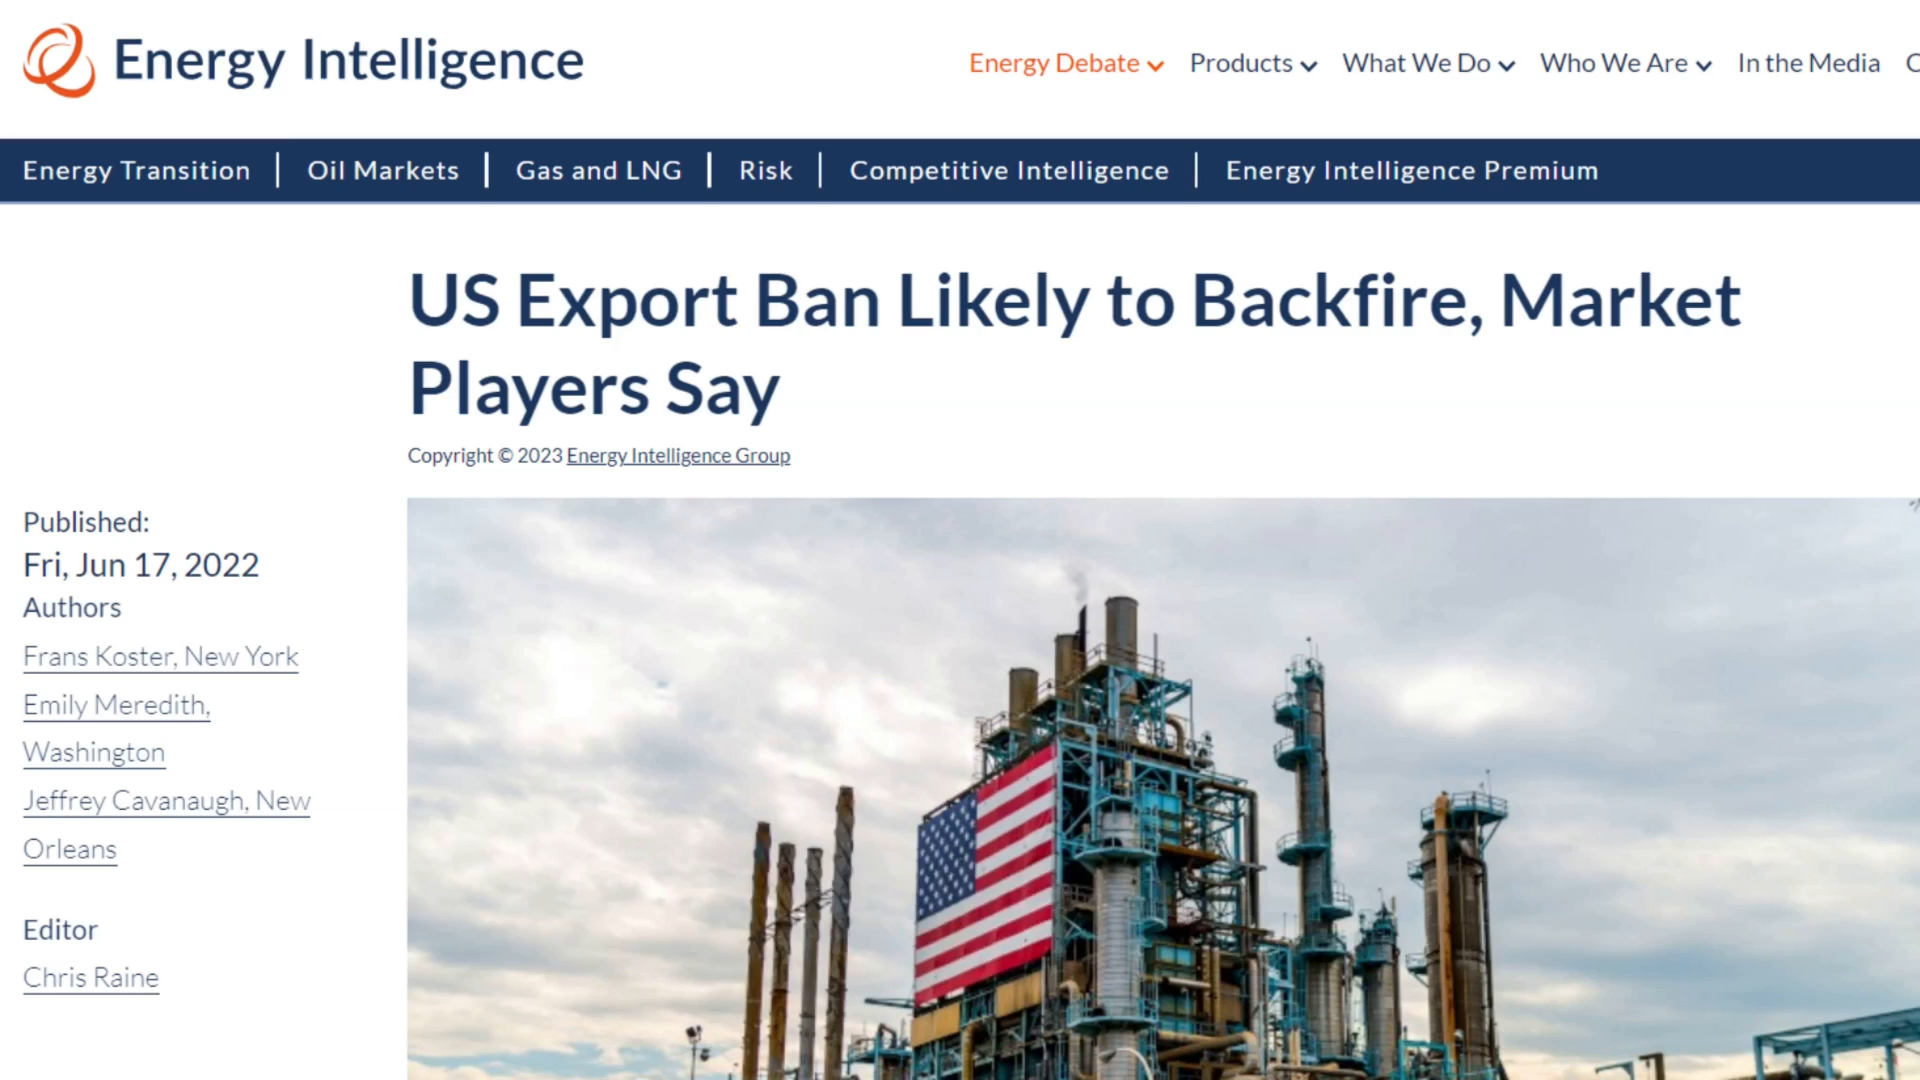 Energy Intelligence
Energy Debate Products What We Do Who We Are In the Media
Energy Transition Oil Markets Gas and LNG Risk Competitive Intelligence Energy Intelligence Premium
US Export Ban Likely to Backfire, Market
Players Say
Copyright © 2023 Energy Intelligence Group
Published:
Fri, Jun 17, 2022
Authors
Frans Koster, New York
Emily Meredith,
Washington
Jeffrey Cavanaugh, New
Orleans
Editor
Chris Raine